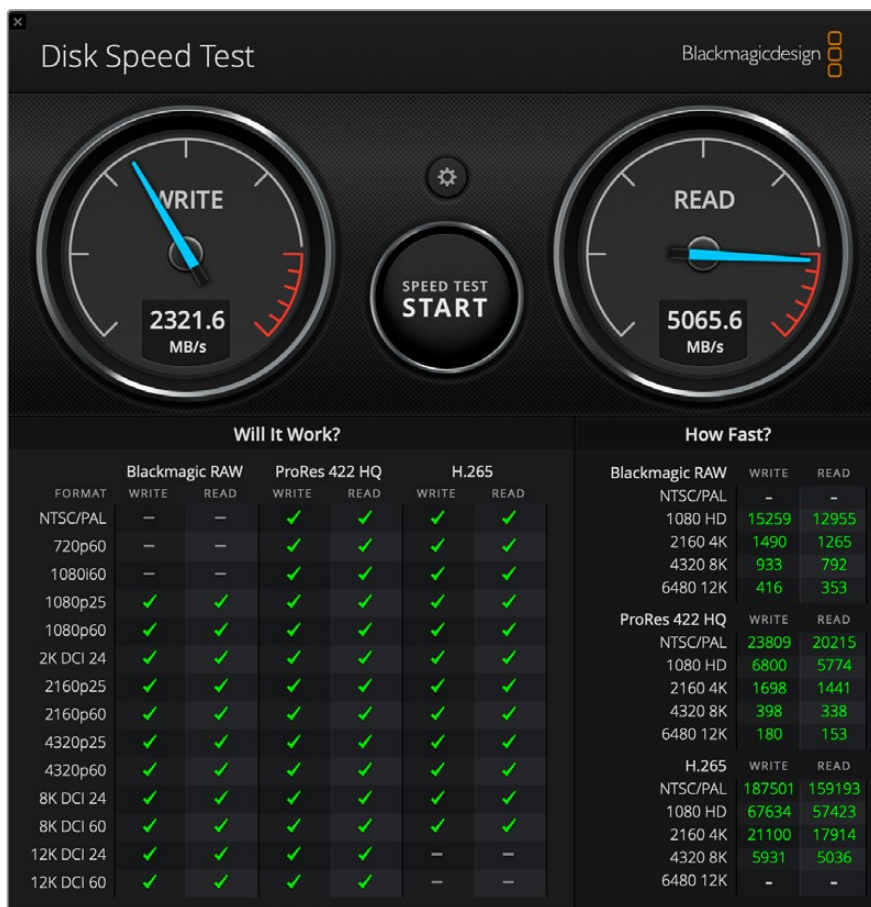 Disk Speed Test
Blackmagicdesign
WRITE
2321.6
MB/s
SPEED TEST
START
READ
5065.6
MB/s
Will It Work?
Blackmagic RAW ProRes 422 HQ H.265
FORMAT WRITE READ WRITE READ WRITE READ
NTSC/PAL – – ✓ ✓ ✓ ✓
720p60 – – ✓ ✓ ✓ ✓
1080i60 – – ✓ ✓ ✓ ✓
1080p25 ✓ ✓ ✓ ✓ ✓ ✓
1080p60 ✓ ✓ ✓ ✓ ✓ ✓
2K DCI 24 ✓ ✓ ✓ ✓ ✓ ✓
2160p25 ✓ ✓ ✓ ✓ ✓ ✓
2160p60 ✓ ✓ ✓ ✓ ✓ ✓
4320p25 ✓ ✓ ✓ ✓ ✓ ✓
4320p60 ✓ ✓ ✓ ✓ ✓ ✓
8K DCI 24 ✓ ✓ ✓ ✓ ✓ ✓
8K DCI 60 ✓ ✓ ✓ ✓ ✓ ✓
12K DCI 24 ✓ ✓ ✓ ✓ – –
12K DCI 60 ✓ ✓ ✓ ✓ – –
How Fast?
Blackmagic RAW WRITE READ
NTSC/PAL – –
1080 HD 15259 12955
2160 4K 1490 1265
4320 8K 933 792
6480 12K 416 353
ProRes 422 HQ WRITE READ
NTSC/PAL 23809 20215
1080 HD 6800 5774
2160 4K 1698 1441
4320 8K 398 338
6480 12K 180 153
H.265 WRITE READ
NTSC/PAL 187501 159193
1080 HD 67634 57423
2160 4K 21100 17914
4320 8K 5931 5036
6480 12K – –